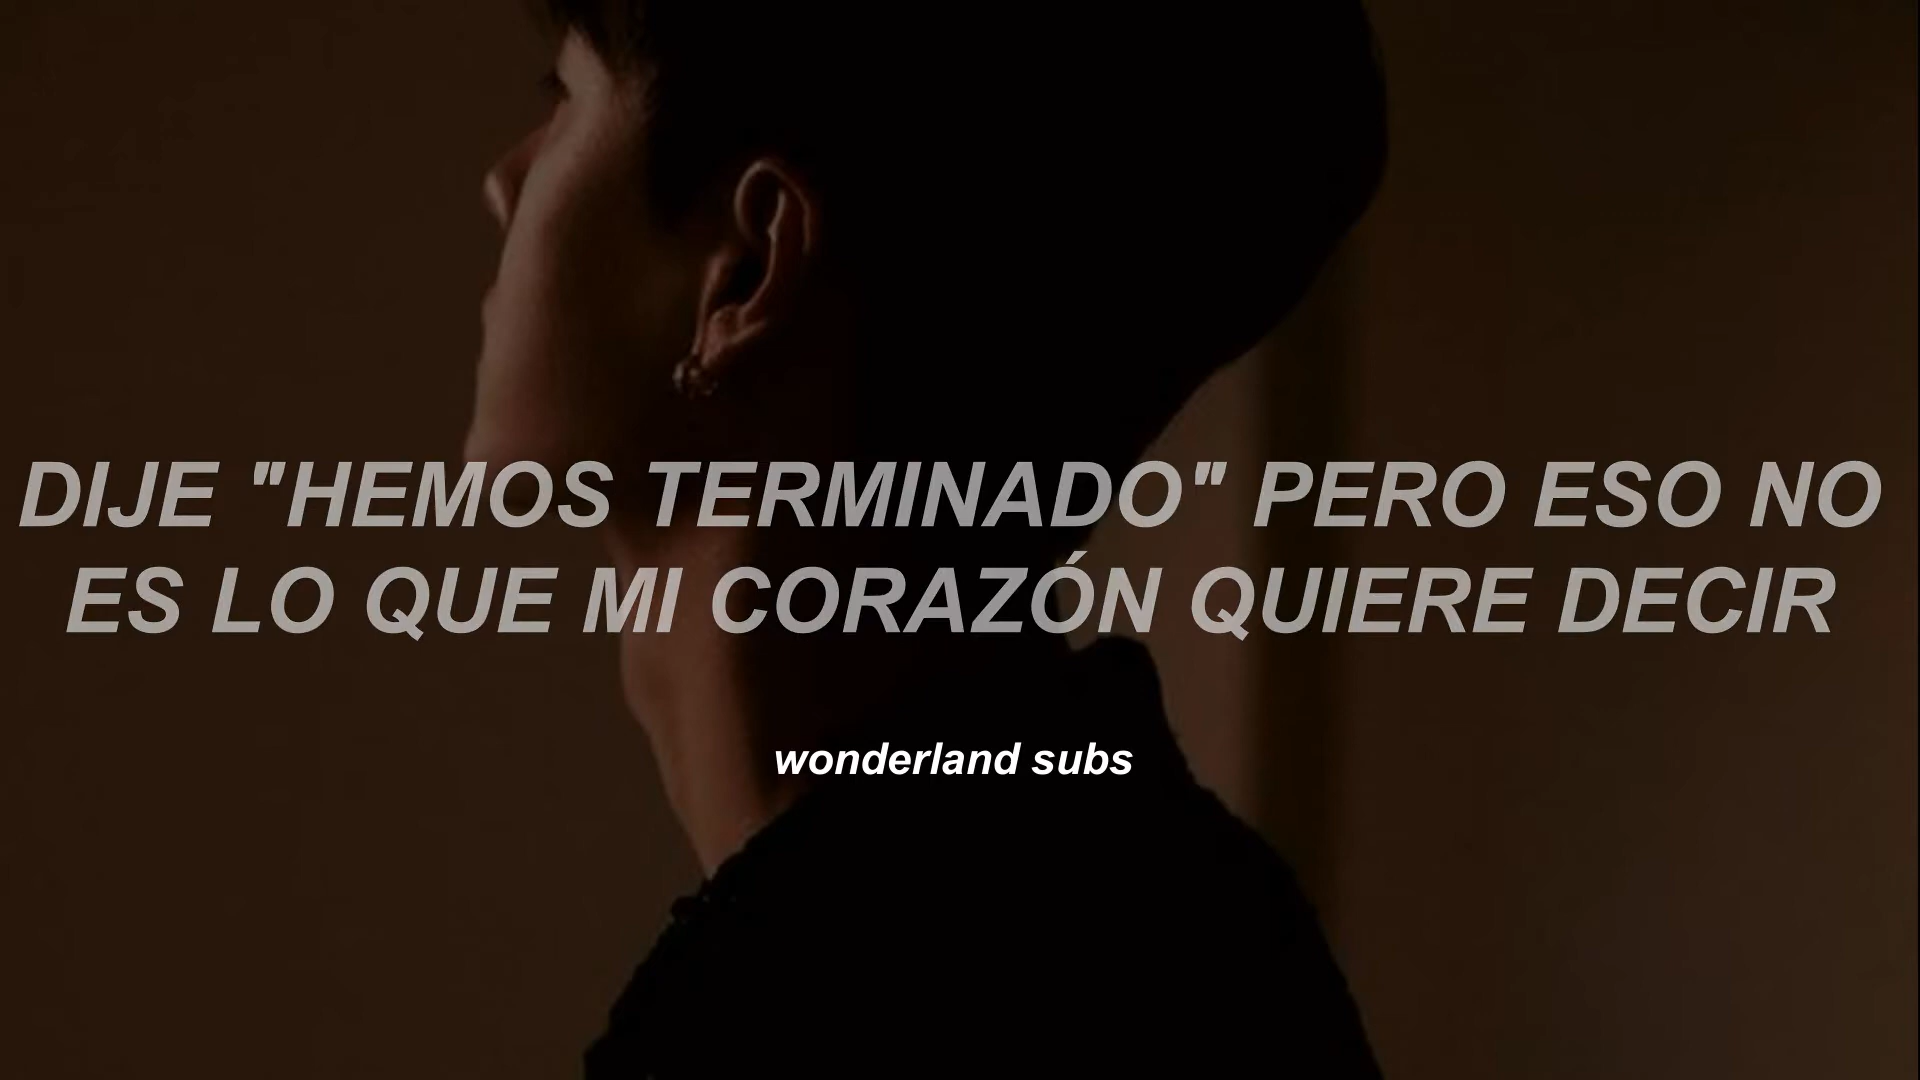 DIJE "HEMOS TERMINADO" PERO ESO NO
ES LO QUE MI CORAZÓN QUIERE DECIR
wonderland subs